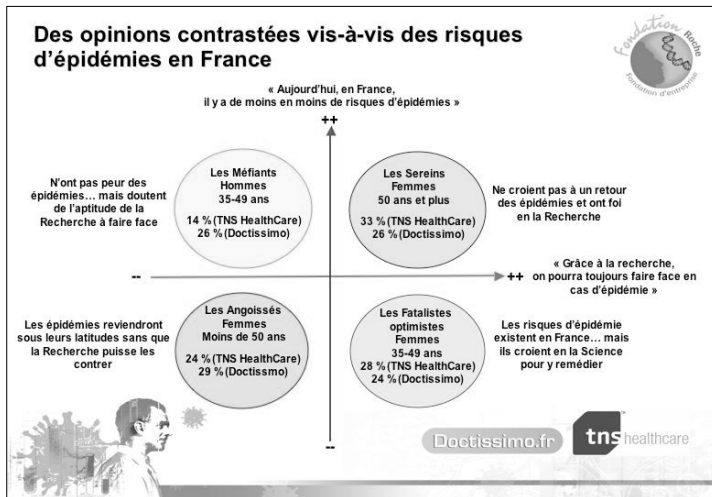 Des opinions contrastées vis-à-vis des risques
d'épidémies en France
Fondation Roche
Fondation d'entreprise
« Aujourd'hui, en France,
il y a de moins en moins de risques d'épidémies »
++
N'ont pas peur des
épidémies… mais doutent
de l'aptitude de la
Recherche à faire face
Les Méfiants
Hommes
35-49 ans
14 % (TNS HealthCare)
26 % (Doctissimo)
Les Sereins
Femmes
50 ans et plus
33 % (TNS HealthCare)
26 % (Doctissimo)
Ne croient pas à un retour
des épidémies et ont foi
en la Recherche
--
++
« Grâce à la recherche,
on pourra toujours faire face en
cas d'épidémie »
Les épidémies reviendront
sous leurs latitudes sans que
la Recherche puisse les
contrer
Les Angoissés
Femmes
Moins de 50 ans
24 % (TNS HealthCare)
29 % (Doctissmo)
Les Fatalistes
optimistes
Femmes
35-49 ans
28 % (TNS HealthCare)
24 % (Doctissimo)
Les risques d'épidémie
existent en France… mais
ils croient en la Science
pour y remédier
--
Doctissimo.fr
tns healthcare